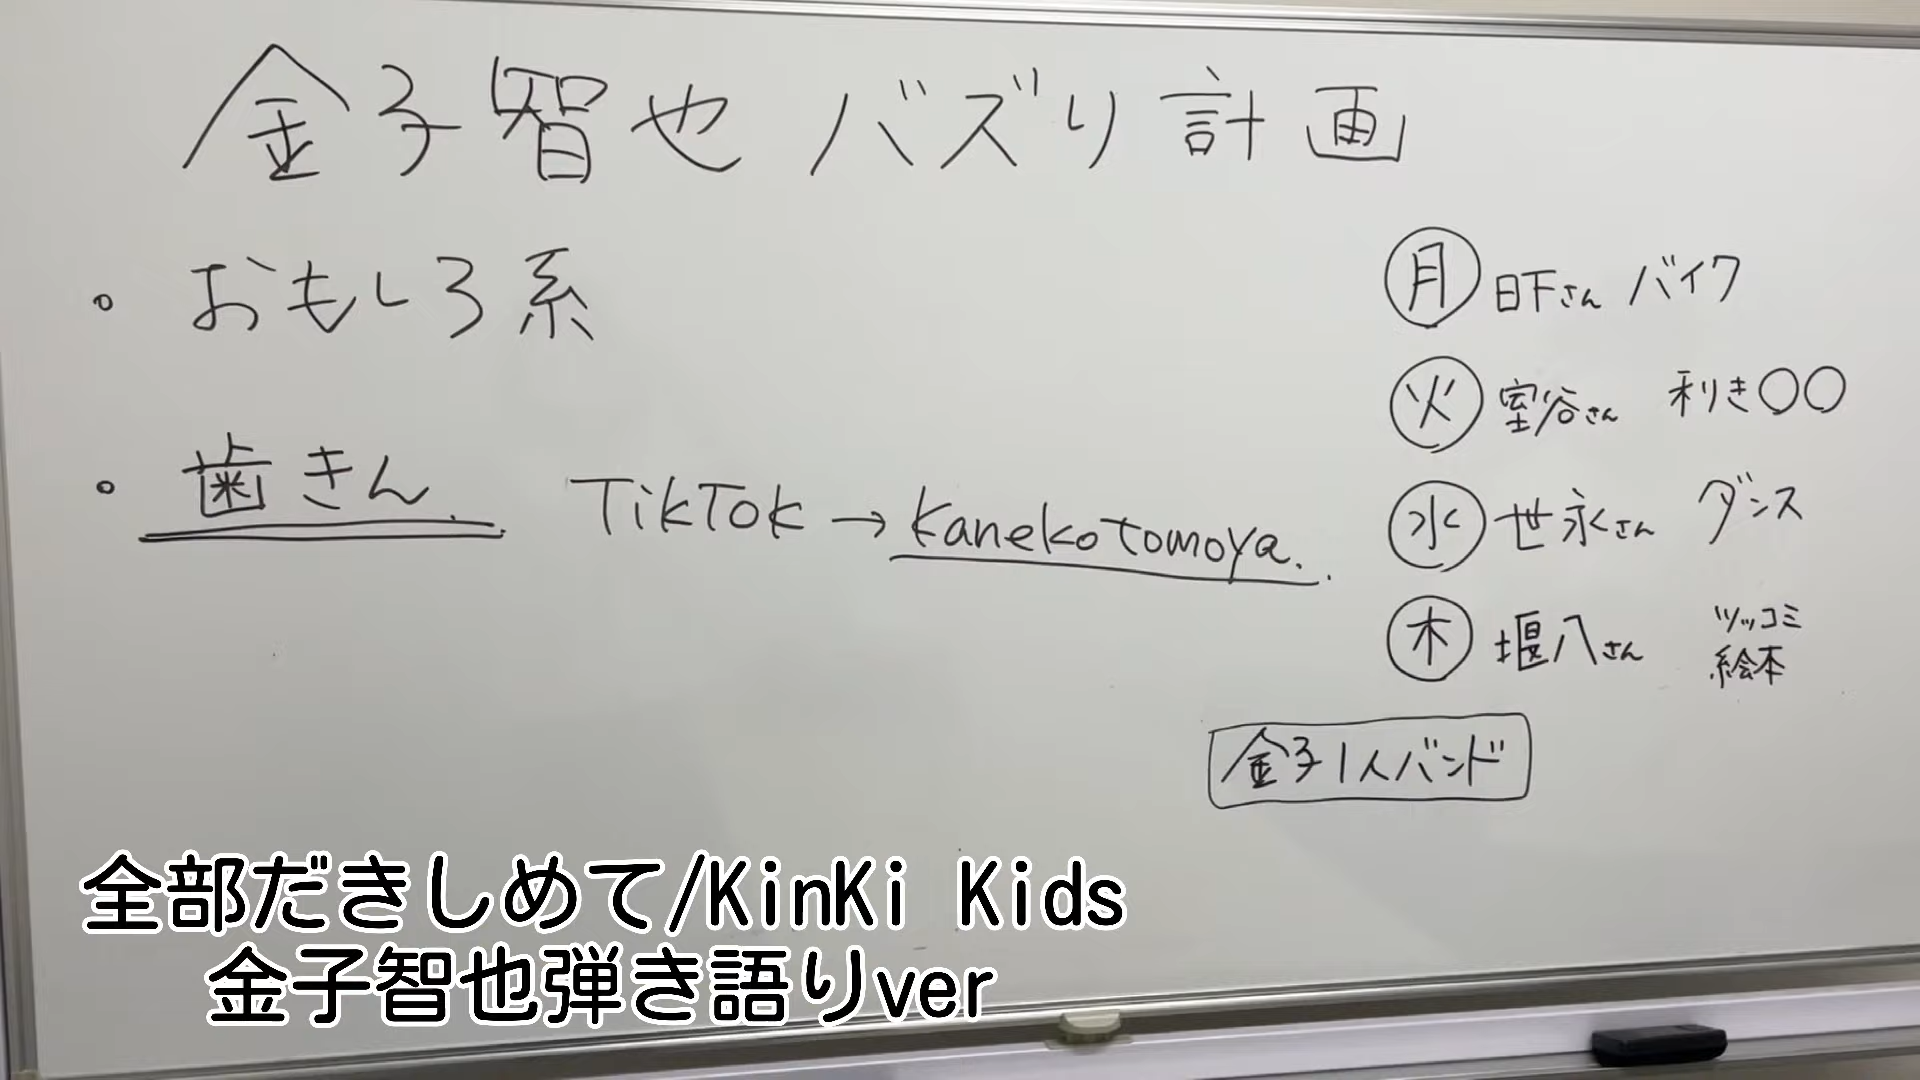 金子智也 バズり計画
・おもしろ系
・歯きん. TikTok → kanekotomoya.
月 日下さん バイク
火 室谷さん 利き〇〇
水 世永さん ダンス
木 堰八さん ツッコミ
絵本
金子1人バンド
全部だきしめて/KinKi Kids
金子智也弾き語りver